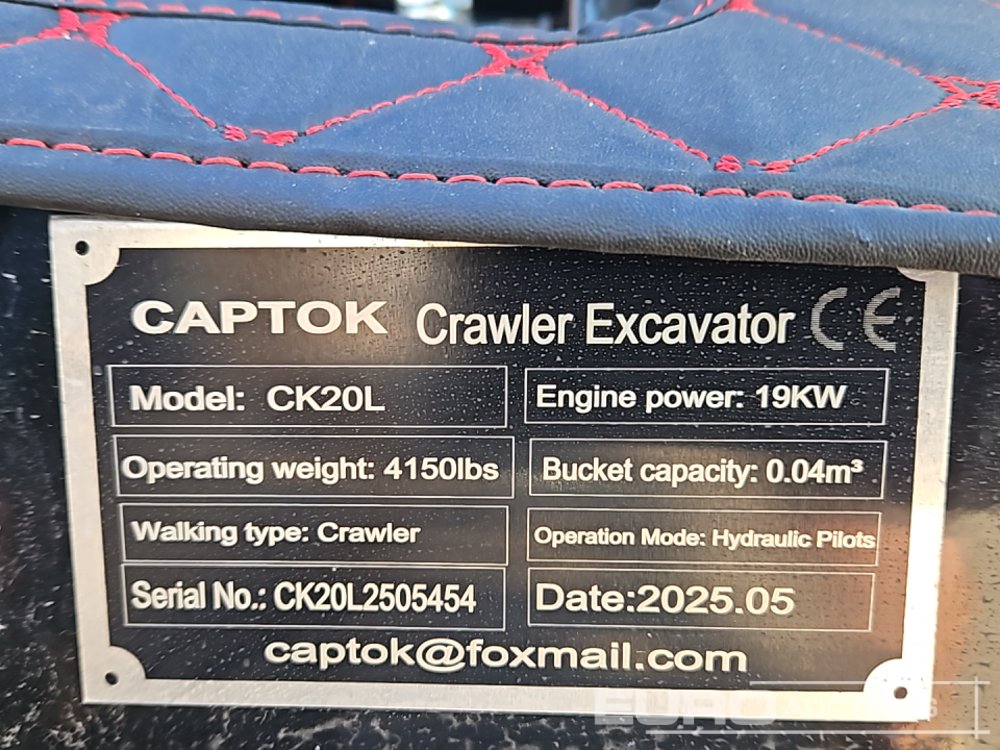 CAPTOK Crawler Excavator CE
Model: CK20L
Engine power: 19KW
Operating weight: 4150lbs
Bucket capacity: 0.04m³
Walking type: Crawler
Operation Mode: Hydraulic Pilots
Serial No.: CK20L2505454
Date:2025.05
captok@foxmail.com
EURO